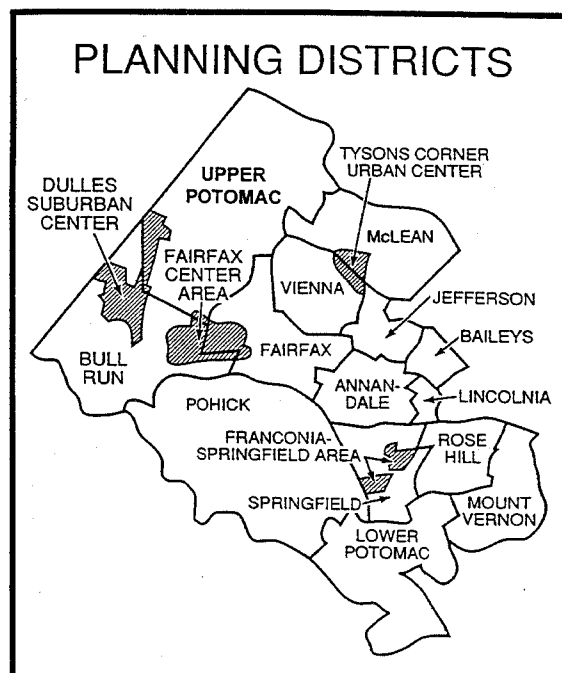 PLANNING DISTRICTS
UPPER
POTOMAC
TYSONS CORNER
URBAN CENTER
DULLES
SUBURBAN
CENTER
McLEAN
FAIRFAX
CENTER
AREA
VIENNA
JEFFERSON
BAILEYS
BULL
RUN
FAIRFAX
ANNAN-
DALE
LINCOLNIA
POHICK
FRANCONIA-
SPRINGFIELD AREA
ROSE
HILL
SPRINGFIELD
MOUNT
VERNON
LOWER
POTOMAC